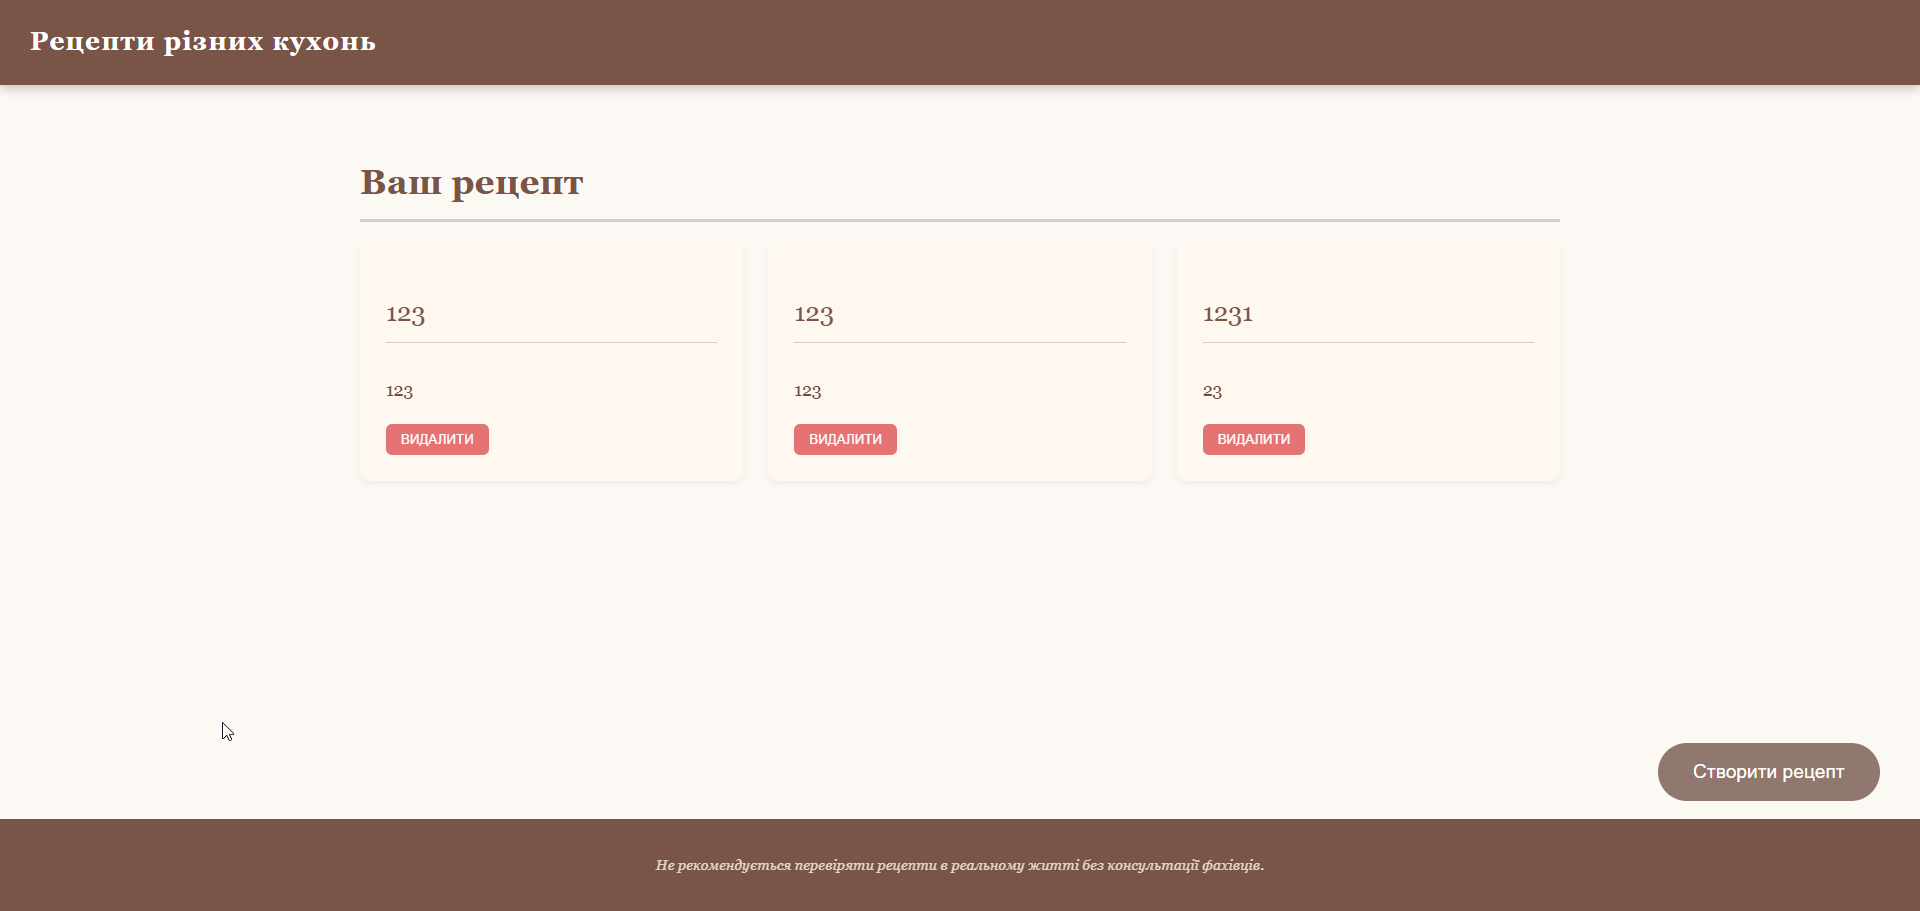 Рецепти різних кухонь
Ваш рецепт
123
123
ВИДАЛИТИ
123
123
ВИДАЛИТИ
1231
23
ВИДАЛИТИ
Створити рецепт
Не рекомендується перевіряти рецепти в реальному житті без консультації фахівців.